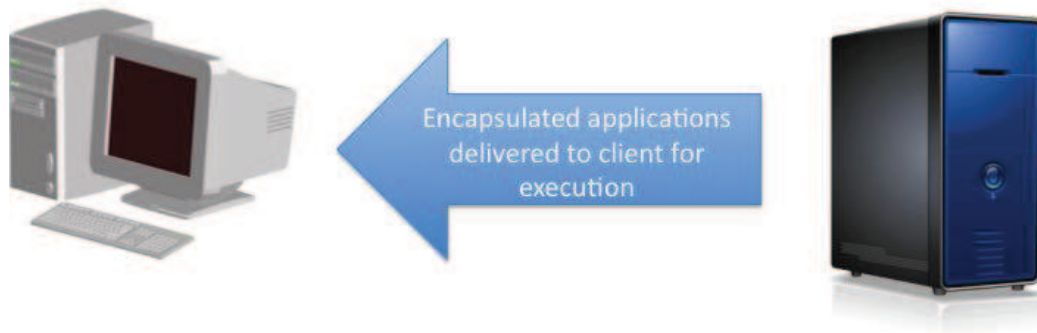 Encapsulated applications
delivered to client for
execution